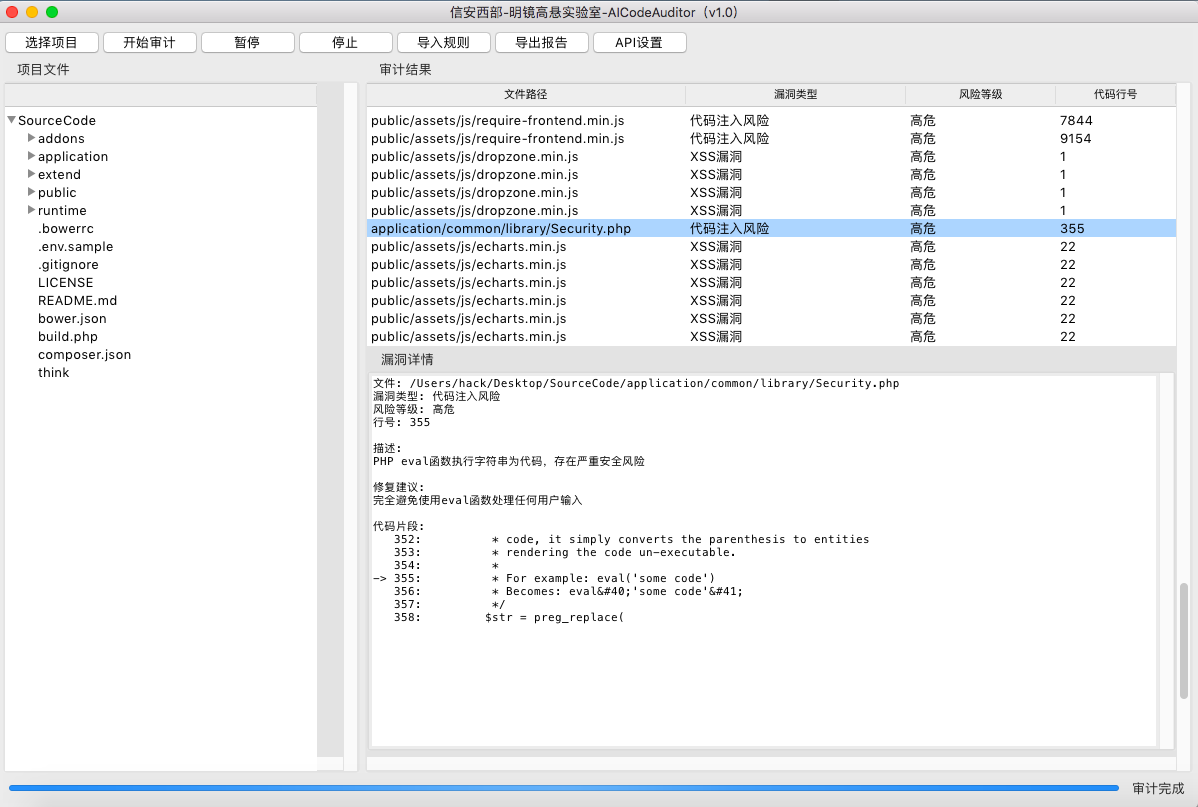 信安西部-明镜高悬实验室-AICodeAuditor（v1.0）
选择项目 开始审计 暂停 停止 导入规则 导出报告 API设置
项目文件
SourceCode
addons
application
extend
public
runtime
.bowerrc
.env.sample
.gitignore
LICENSE
README.md
bower.json
build.php
composer.json
think
审计结果
文件路径 漏洞类型 风险等级 代码行号
public/assets/js/require-frontend.min.js 代码注入风险 高危 7844
public/assets/js/require-frontend.min.js 代码注入风险 高危 9154
public/assets/js/dropzone.min.js XSS漏洞 高危 1
public/assets/js/dropzone.min.js XSS漏洞 高危 1
public/assets/js/dropzone.min.js XSS漏洞 高危 1
public/assets/js/dropzone.min.js XSS漏洞 高危 1
application/common/library/Security.php 代码注入风险 高危 355
public/assets/js/echarts.min.js XSS漏洞 高危 22
public/assets/js/echarts.min.js XSS漏洞 高危 22
public/assets/js/echarts.min.js XSS漏洞 高危 22
public/assets/js/echarts.min.js XSS漏洞 高危 22
public/assets/js/echarts.min.js XSS漏洞 高危 22
public/assets/js/echarts.min.js XSS漏洞 高危 22
漏洞详情
文件: /Users/hack/Desktop/SourceCode/application/common/library/Security.php
漏洞类型: 代码注入风险
风险等级: 高危
行号: 355
描述:
PHP eval函数执行字符串为代码，存在严重安全风险
修复建议:
完全避免使用eval函数处理任何用户输入
代码片段:
352: * code, it simply converts the parenthesis to entities
353: * rendering the code un-executable.
354: *
-> 355: * For example: eval('some code')
356: * Becomes: eval&#40;'some code'&#41;
357: */
358: $str = preg_replace(
审计完成